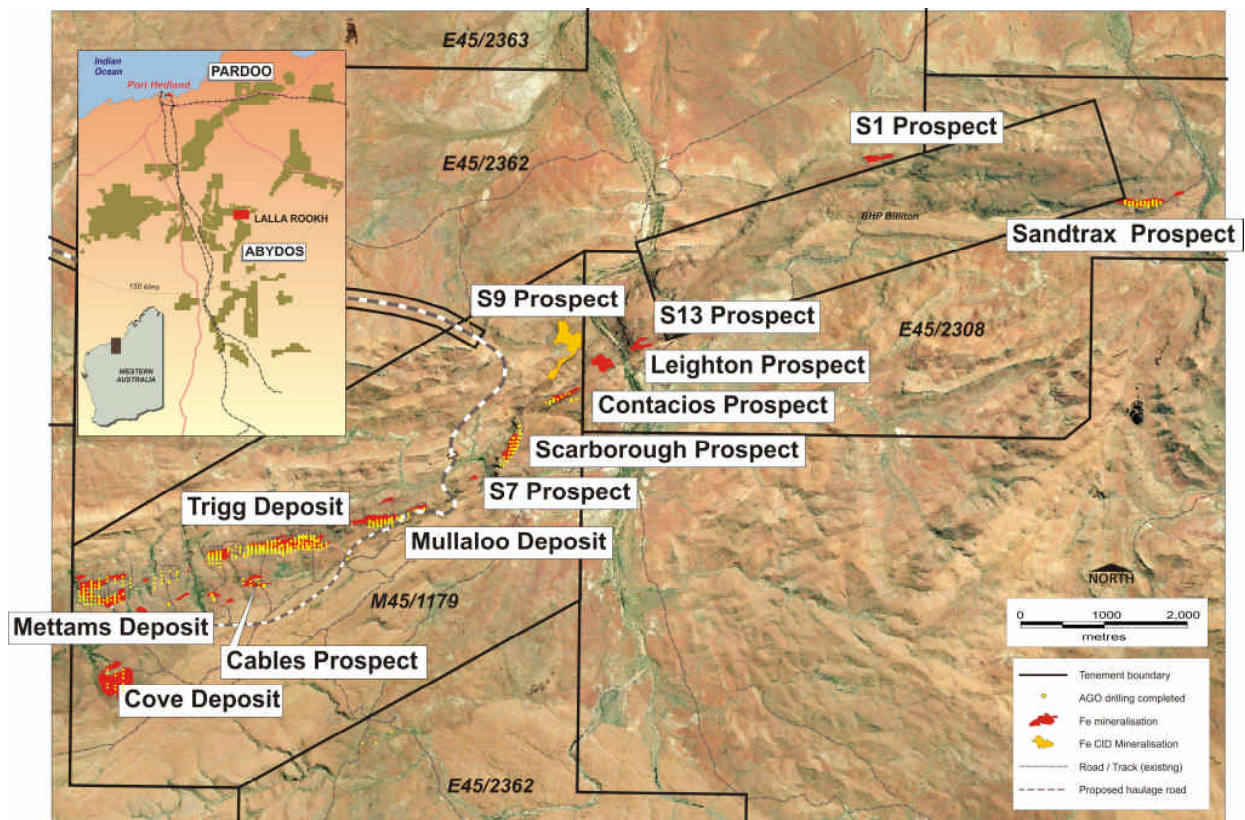 E45/2363
Indian
Ocean
PARDOO
Port Hedland
LALLA ROOKH
ABYDOS
150 klms
WESTERN
AUSTRALIA
S1 Prospect
E45/2362
BHP Billiton
Sandtrax Prospect
S9 Prospect
S13 Prospect
E45/2308
Leighton Prospect
Contacios Prospect
Scarborough Prospect
S7 Prospect
Trigg Deposit
Mullaloo Deposit
NORTH
M45/1179
Mettams Deposit
Cables Prospect
Cove Deposit
E45/2362
0 1000 2,000
metres
Tenement boundary
AGO drilling completed
Fe mineralisation
Fe CID Mineralisation
Road / Track (existing)
Proposed haulage road